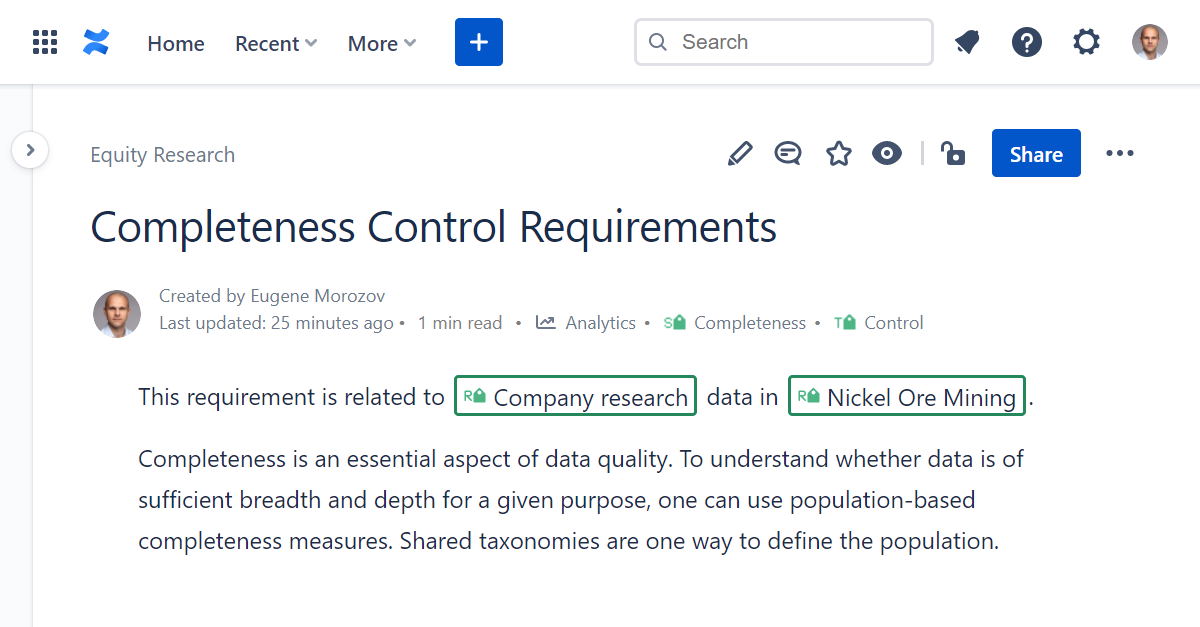 Home Recent More + Search ?
Equity Research Share
Completeness Control Requirements
Created by Eugene Morozov
Last updated: 25 minutes ago • 1 min read • Analytics • S Completeness • T Control
This requirement is related to R Company research data in R Nickel Ore Mining .
Completeness is an essential aspect of data quality. To understand whether data is of
sufficient breadth and depth for a given purpose, one can use population-based
completeness measures. Shared taxonomies are one way to define the population.